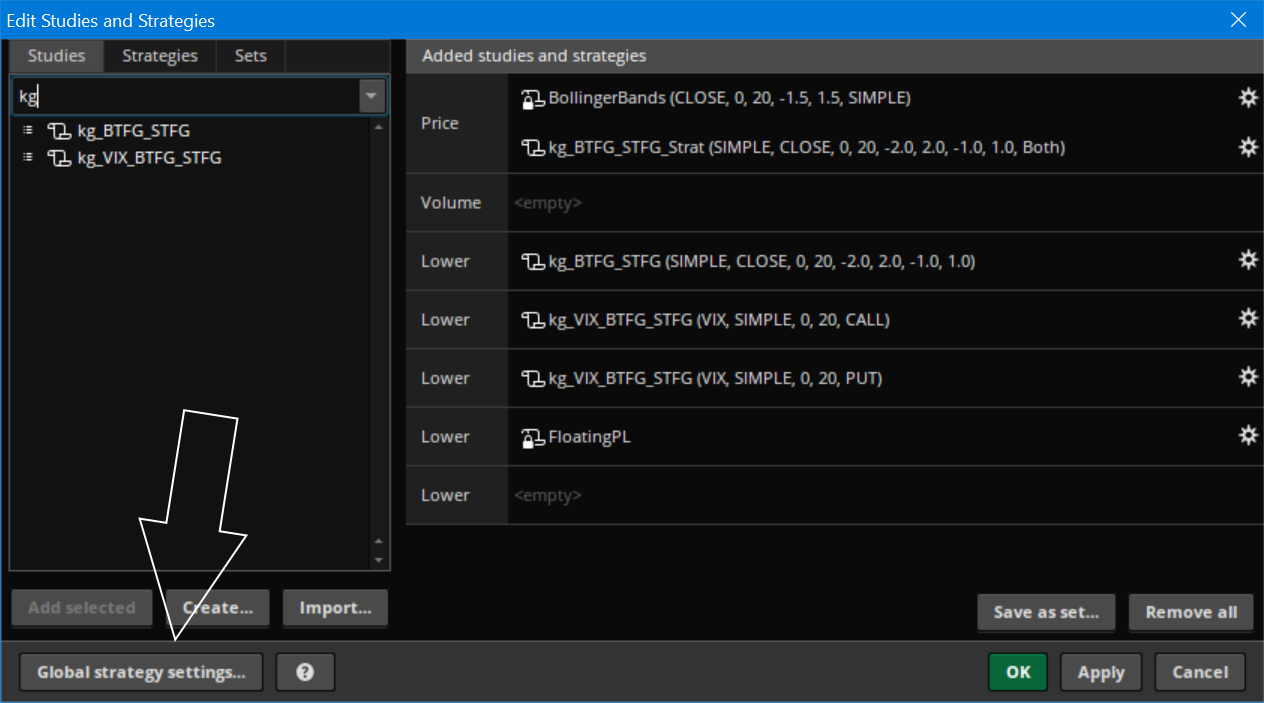 Edit Studies and Strategies
Studies Strategies Sets
kg
kg_BTFG_STFG
kg_VIX_BTFG_STFG
Add selected Create... Import...
Added studies and strategies
Price
BollingerBands (CLOSE, 0, 20, -1.5, 1.5, SIMPLE)
kg_BTFG_STFG_Strat (SIMPLE, CLOSE, 0, 20, -2.0, 2.0, -1.0, 1.0, Both)
Volume <empty>
Lower kg_BTFG_STFG (SIMPLE, CLOSE, 0, 20, -2.0, 2.0, -1.0, 1.0)
Lower kg_VIX_BTFG_STFG (VIX, SIMPLE, 0, 20, CALL)
Lower kg_VIX_BTFG_STFG (VIX, SIMPLE, 0, 20, PUT)
Lower FloatingPL
Lower <empty>
Save as set... Remove all
Global strategy settings... ? OK Apply Cancel